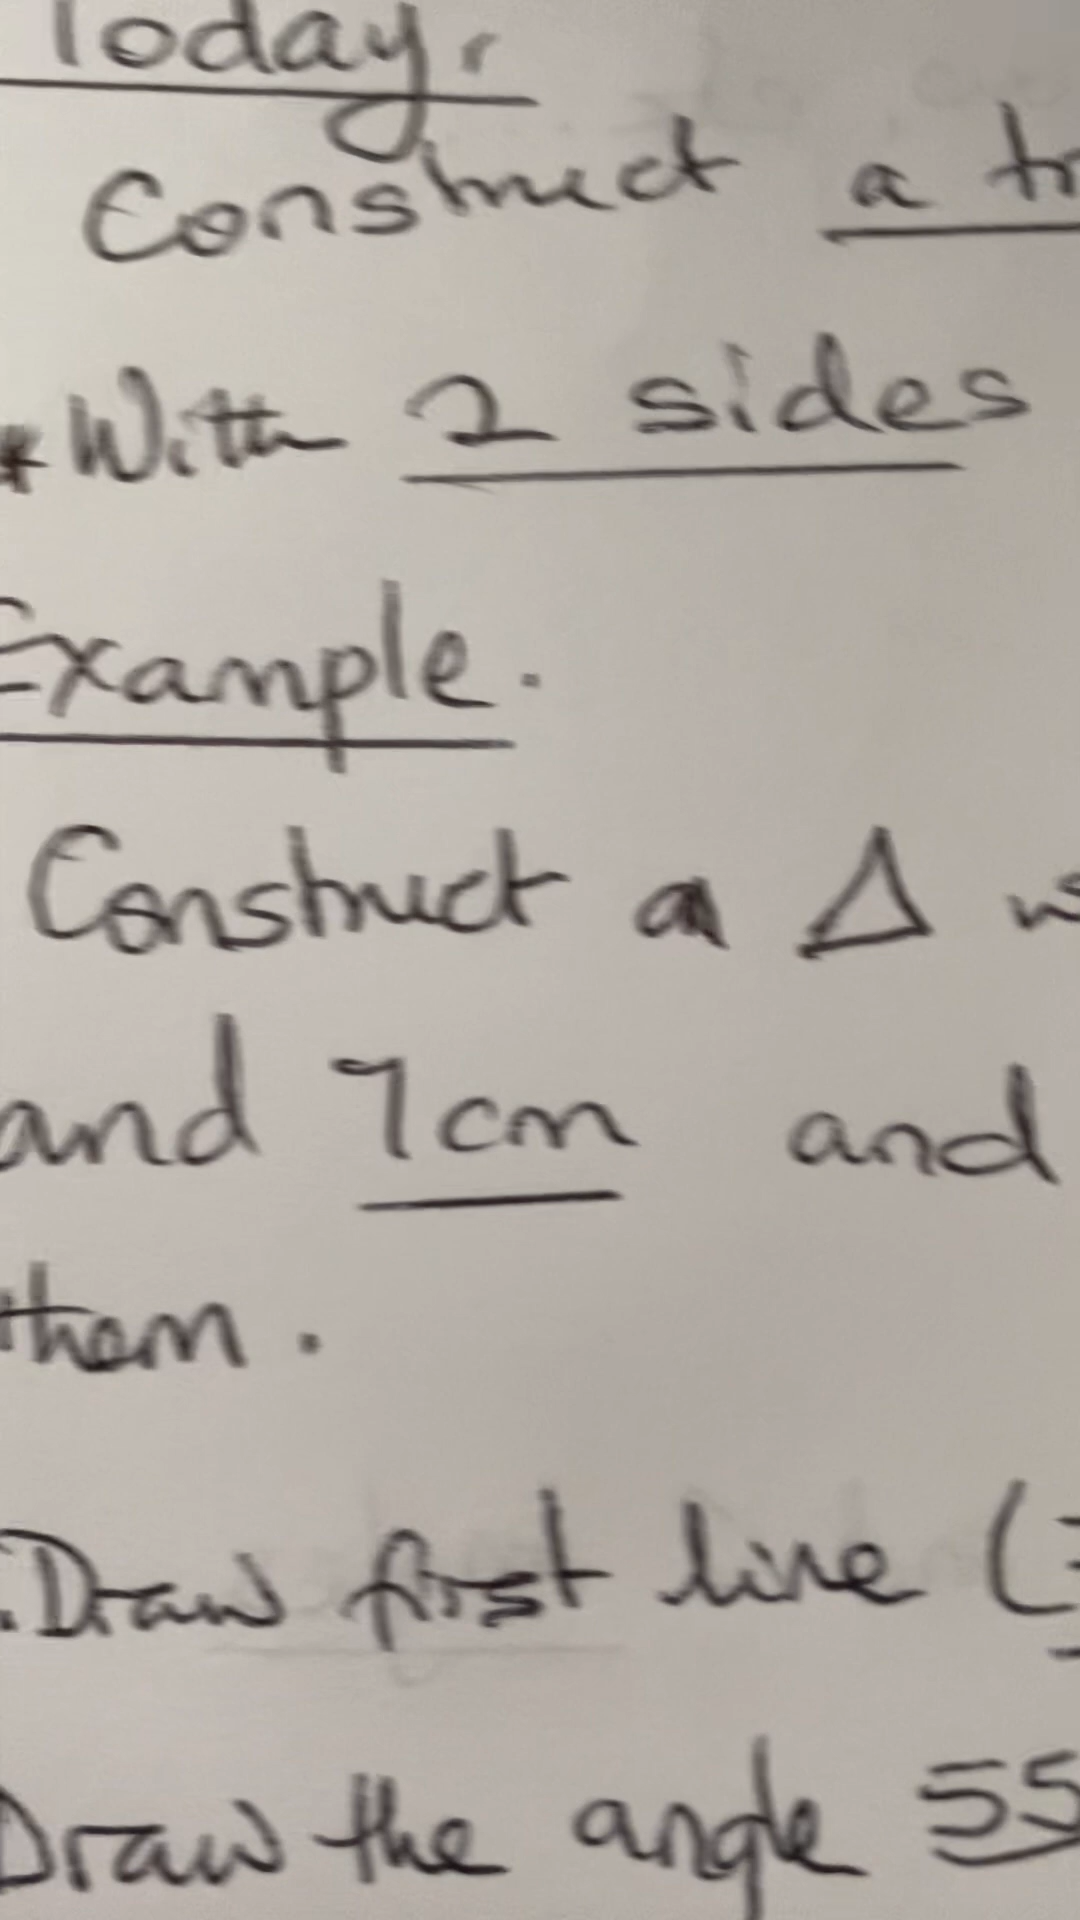 Today,
Construct a tr
* With 2 sides
Example.
Construct a Δ w
and 7cm and
them.
.Draw first line (
Draw the angle 55